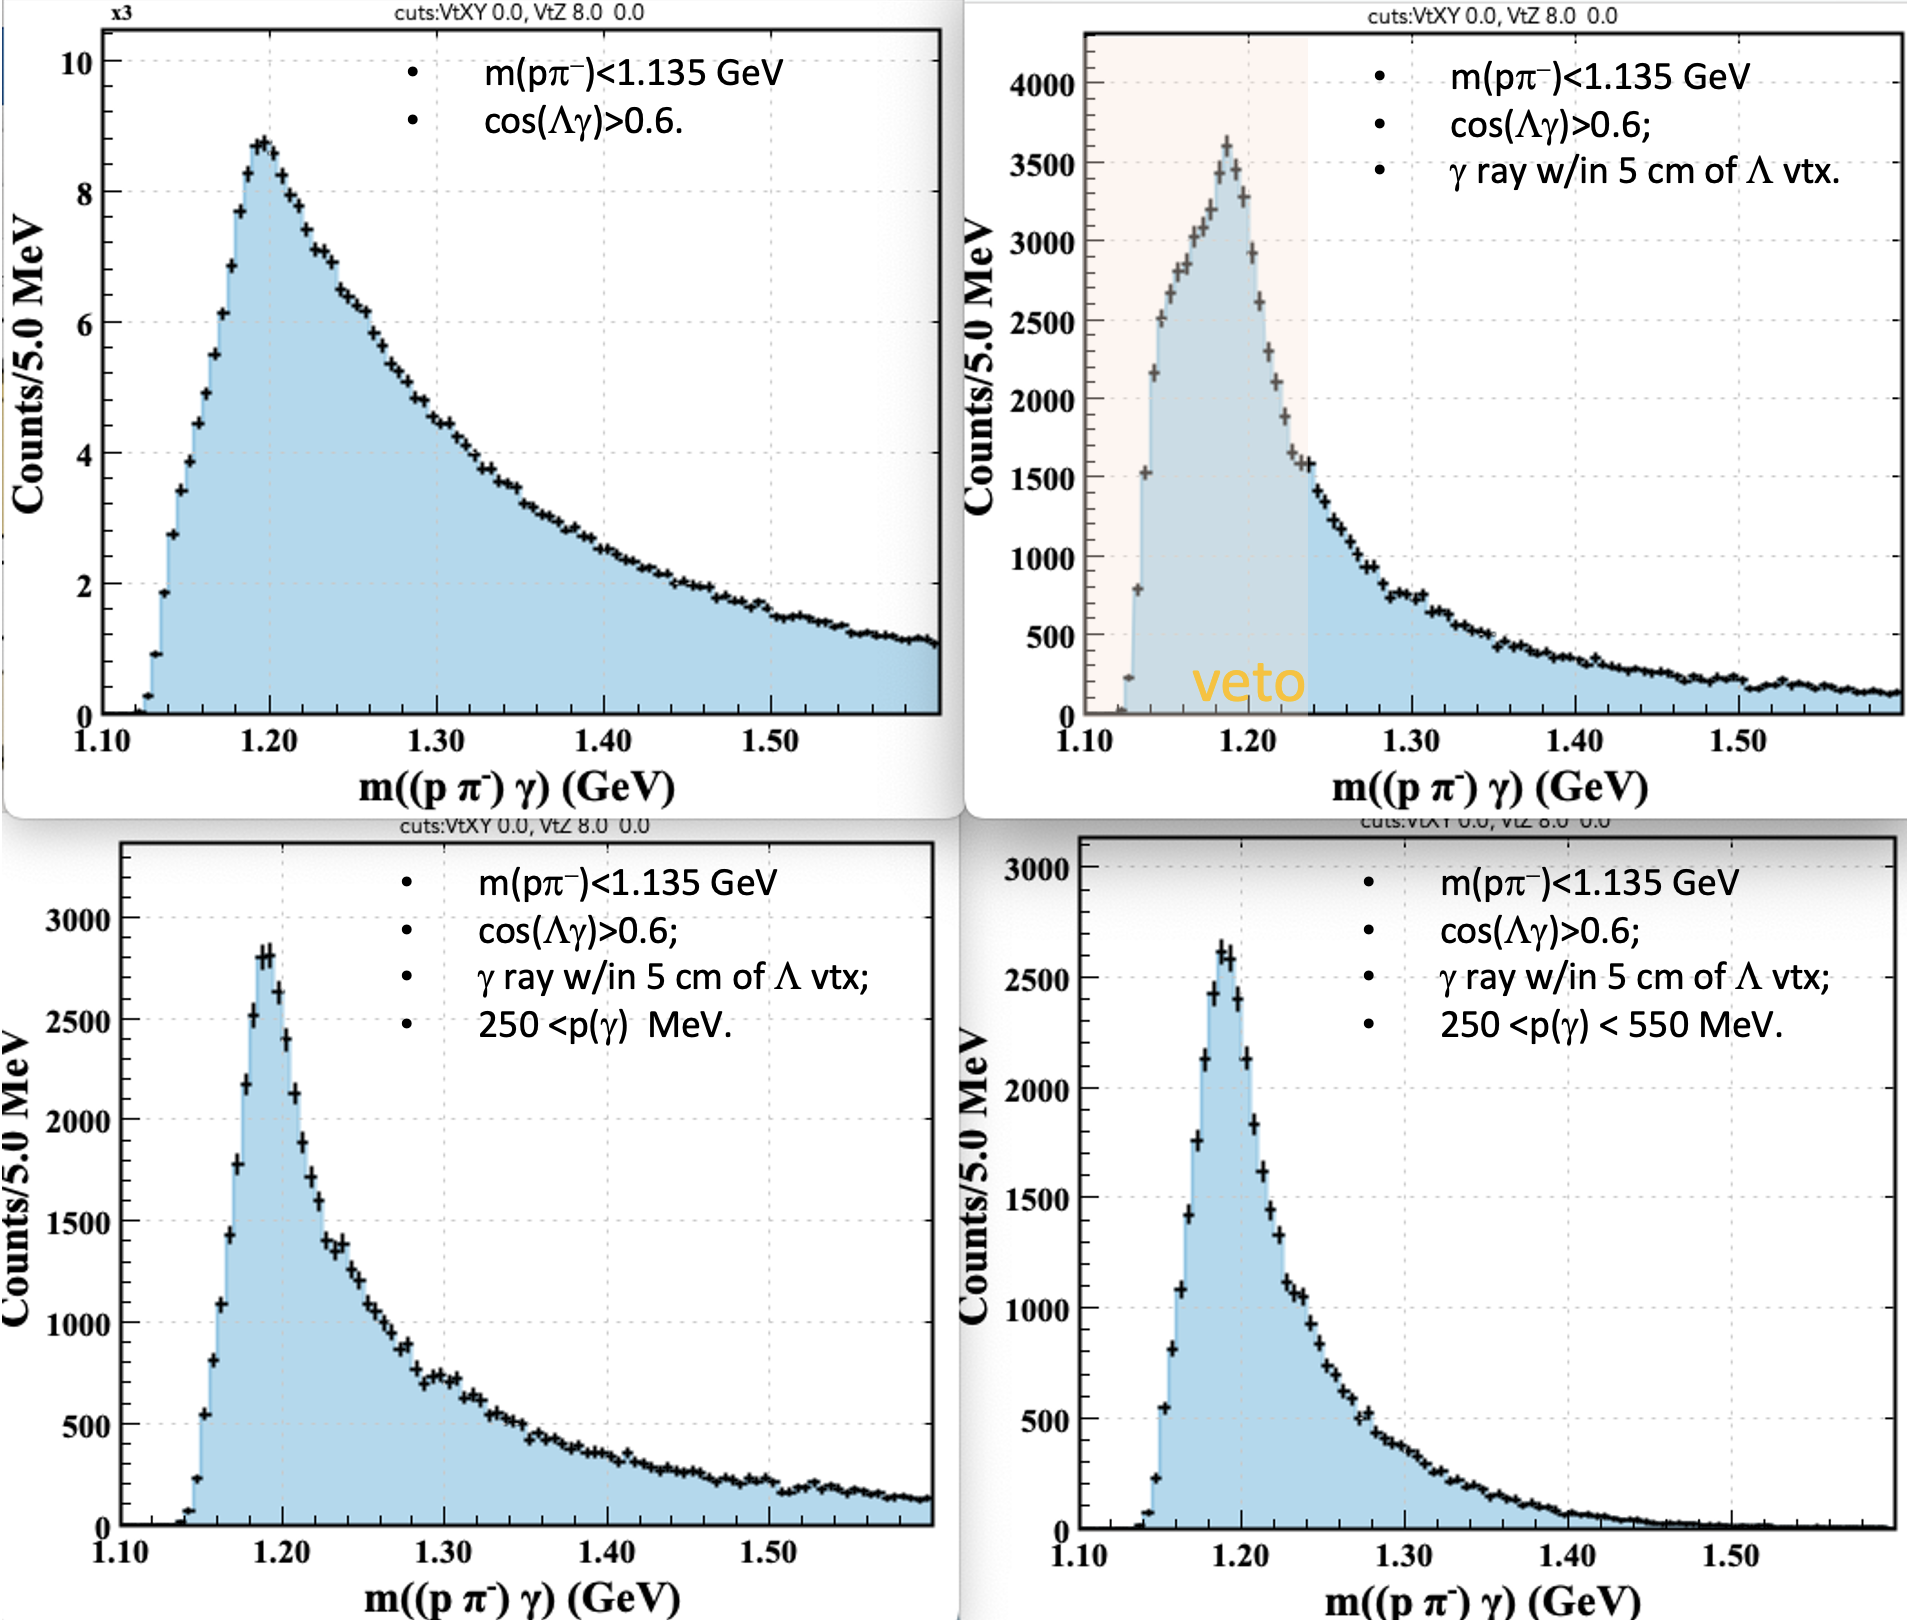 cuts:VtXY 0.0, VtZ 8.0 0.0
x3
• m(pπ⁻)<1.135 GeV
• cos(Λγ)>0.6.
10
8
6
4
2
0
Counts/5.0 MeV
1.10 1.20 1.30 1.40 1.50
m((p π⁻) γ) (GeV)
cuts:VtXY 0.0, VtZ 8.0 0.0
• m(pπ⁻)<1.135 GeV
• cos(Λγ)>0.6;
• γ ray w/in 5 cm of Λ vtx.
4000
3500
3000
2500
2000
1500
1000
500
0
Counts/5.0 MeV
veto
1.10 1.20 1.30 1.40 1.50
m((p π⁻) γ) (GeV)
cuts:VtXY 0.0, VtZ 8.0 0.0
• m(pπ⁻)<1.135 GeV
• cos(Λγ)>0.6;
• γ ray w/in 5 cm of Λ vtx;
• 250 <p(γ) MeV.
3000
2500
2000
1500
1000
500
0
Counts/5.0 MeV
1.10 1.20 1.30 1.40 1.50
m((p π⁻) γ) (GeV)
cuts:VtXY 0.0, VtZ 8.0 0.0
• m(pπ⁻)<1.135 GeV
• cos(Λγ)>0.6;
• γ ray w/in 5 cm of Λ vtx;
• 250 <p(γ) < 550 MeV.
3000
2500
2000
1500
1000
500
0
Counts/5.0 MeV
1.10 1.20 1.30 1.40 1.50
m((p π⁻) γ) (GeV)